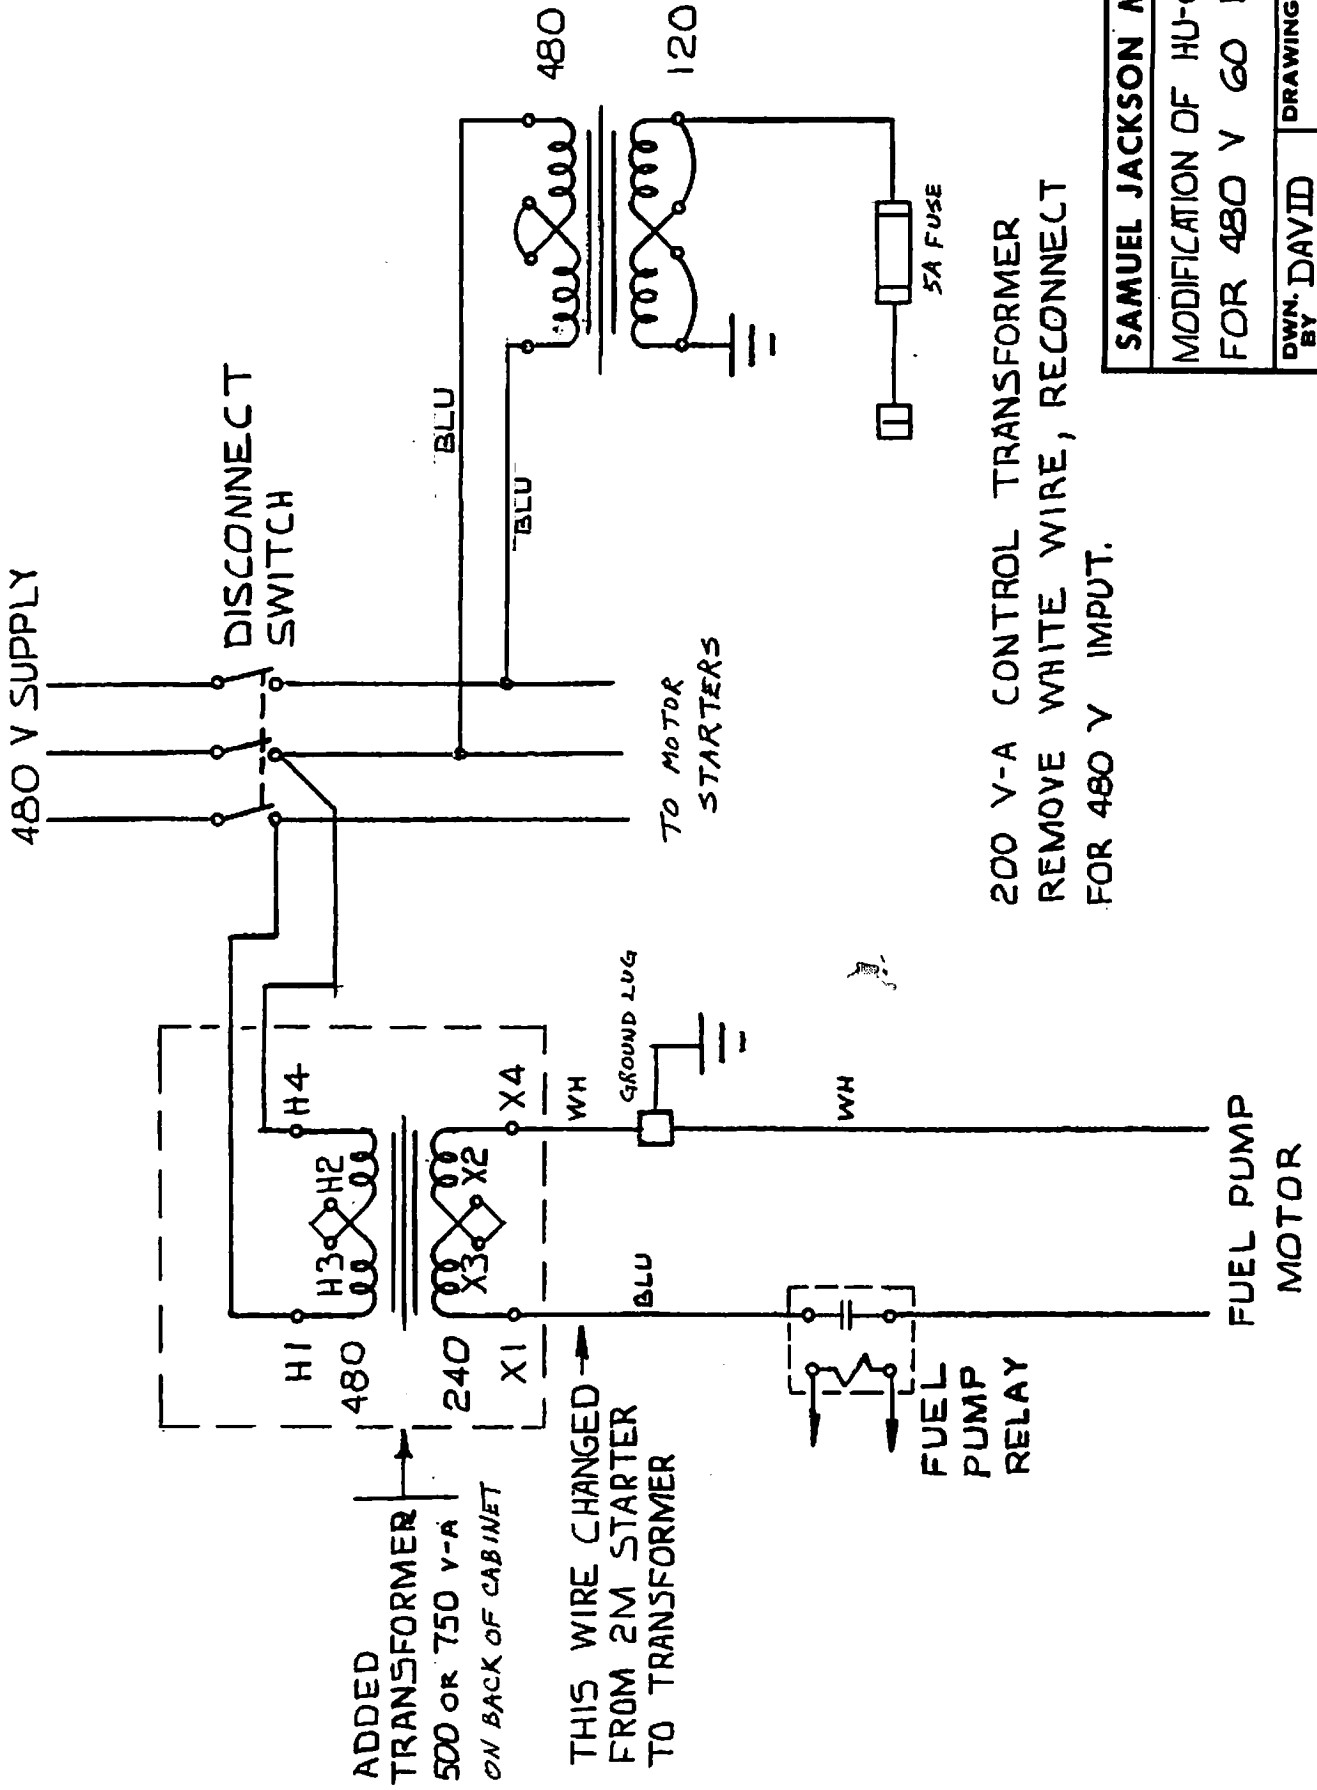 480 V SUPPLY
DISCONNECT
SWITCH
BLU
BLU
480
120
5A FUSE
TO MOTOR
STARTERS
H1
H3
H2
H4
480
240
X1
X3
X2
X4
WH
GROUND LUG
WH
BLU
ADDED
TRANSFORMER
500 OR 750 V-A
ON BACK OF CABINET
THIS WIRE CHANGED
FROM 2M STARTER
TO TRANSFORMER
FUEL
PUMP
RELAY
FUEL PUMP
MOTOR
200 V-A CONTROL TRANSFORMER
REMOVE WHITE WIRE, RECONNECT
FOR 480 V IMPUT.
1
SAMUEL JACKSON
MODIFICATION OF HU-
FOR 480 V 60
DWN. BY DAVID
DRAWING